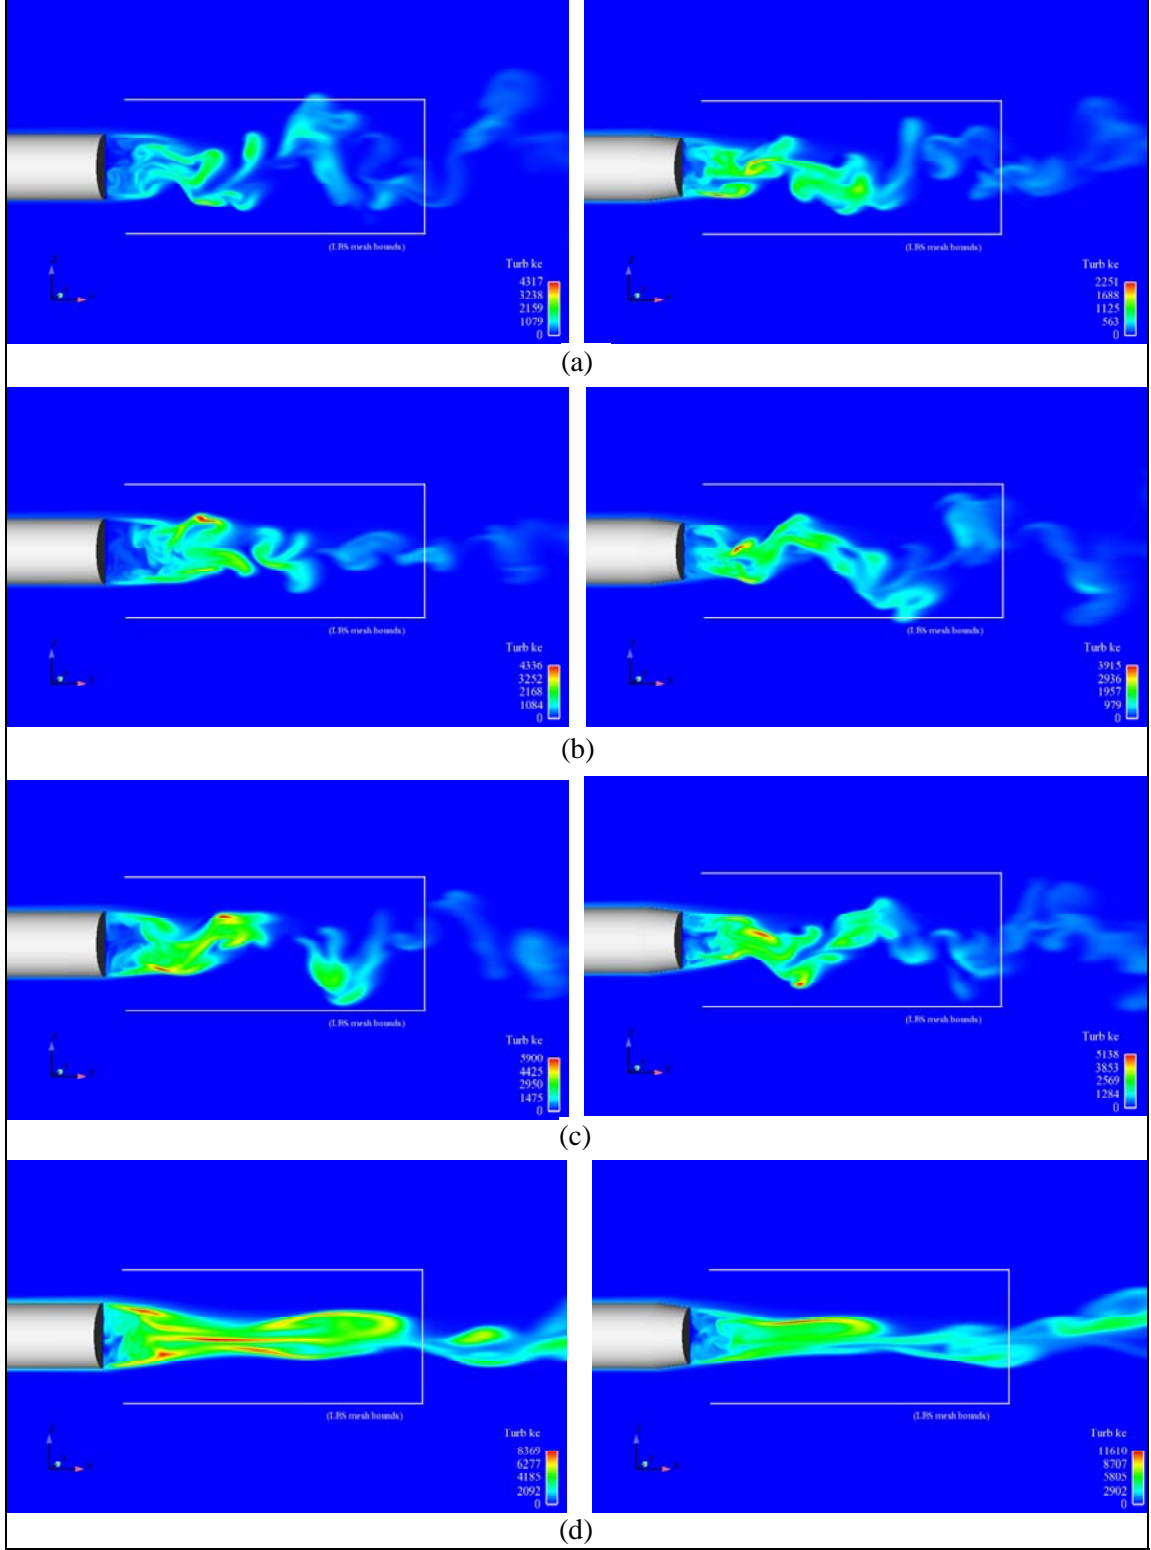 (LES mesh bounds)
Turb ke
4317
3238
2159
1079
0
(LES mesh bounds)
Turb ke
2251
1688
1125
563
0
(a)
(LES mesh bounds)
Turb ke
4336
3252
2168
1084
0
(LES mesh bounds)
Turb ke
3915
2936
1957
979
0
(b)
(LES mesh bounds)
Turb ke
5900
4425
2950
1475
0
(LES mesh bounds)
Turb ke
5138
3853
2569
1284
0
(c)
(LES mesh bounds)
Turb ke
8369
6277
4185
2092
0
(LES mesh bounds)
Turb ke
11610
8707
5805
2902
0
(d)